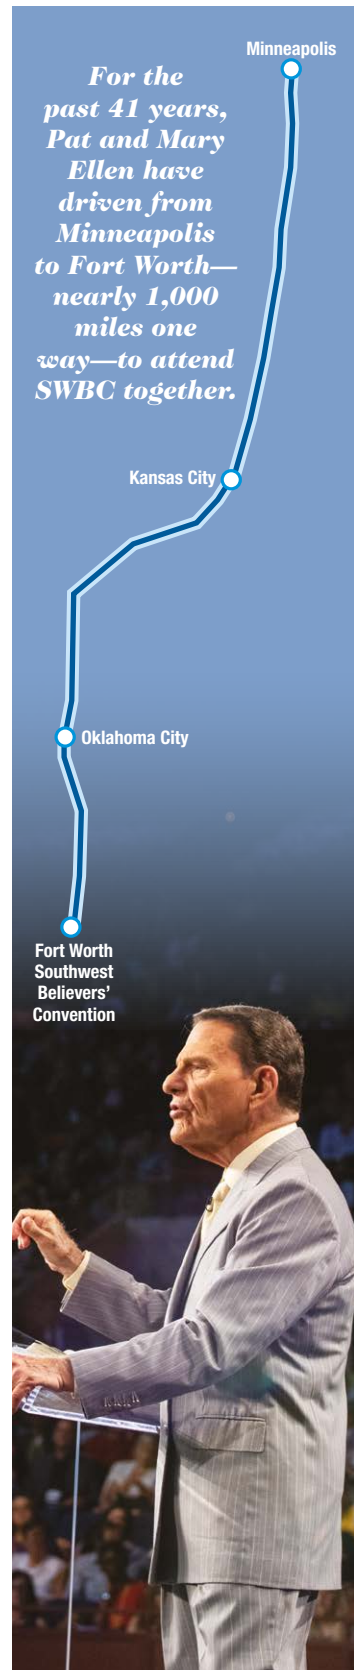 Minneapolis
For the
past 41 years,
Pat and Mary
Ellen have
driven from
Minneapolis
to Fort Worth—
nearly 1,000
miles one
way—to attend
SWBC together.
Kansas City
Oklahoma City
Fort Worth
Southwest
Believers’
Convention